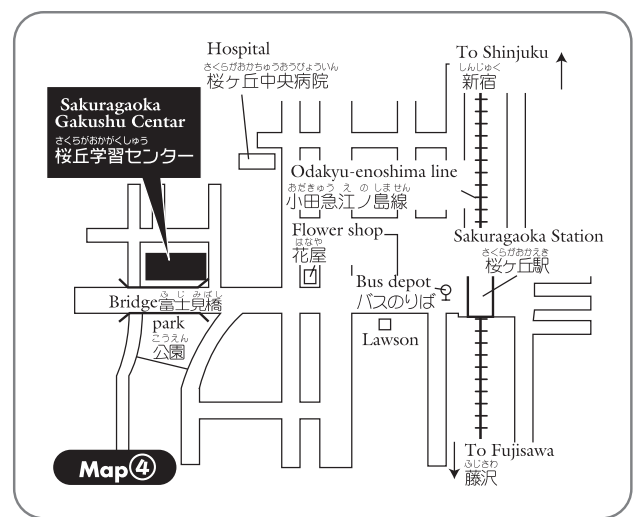 Hospital
さくらがおかちゅうおうびょういん
桜ヶ丘中央病院
To Shinjuku
しんじゅく
新宿
Sakuragaoka
Gakushu Centar
さくらがおかがくしゅう
桜丘学習センター
Odakyu-enoshima line
おだきゅう え の しません
小田急江ノ島線
Flower shop
はなや
花屋
Sakuragaoka Station
さくらがおかえき
桜ヶ丘駅
Bus depot
バスのりば
Bridge富士見橋
ふ じ みばし
Lawson
park
こうえん
公園
To Fujisawa
ふじさわ
藤沢
Map④